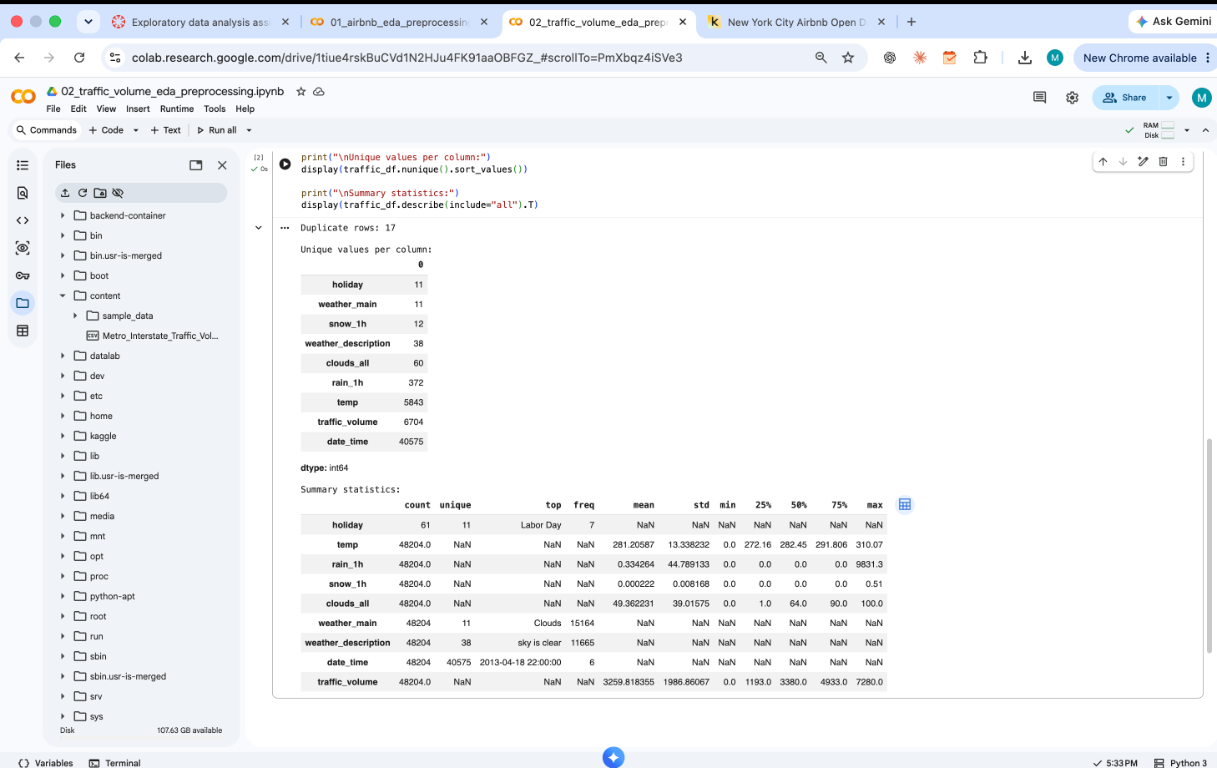 Exploratory data analysis ass
01_airbnb_eda_preprocessing
02_traffic_volume_eda_prep
New York City Airbnb Open D
Ask Gemini
colab.research.google.com/drive/1tiue4rskBuCVd1N2HJu4FK91aaOBFGZ_#scrollTo=PmXbqz4iSVe3
M
New Chrome available
02_traffic_volume_eda_preprocessing.ipynb
File Edit View Insert Runtime Tools Help
Share
M
Commands + Code + Text Run all
RAM
Disk
Files
backend-container
bin
bin.usr-is-merged
boot
content
sample_data
Metro_Interstate_Traffic_Vol...
datalab
dev
etc
home
kaggle
lib
lib.usr-is-merged
lib64
media
mnt
opt
proc
python-apt
root
run
sbin
sbin.usr-is-merged
srv
sys
Disk 107.63 GB available
[2]
0s
print("\nUnique values per column:")
display(traffic_df.nunique().sort_values())
print("\nSummary statistics:")
display(traffic_df.describe(include="all").T)
Duplicate rows: 17
Unique values per column:
0
holiday 11
weather_main 11
snow_1h 12
weather_description 38
clouds_all 60
rain_1h 372
temp 5843
traffic_volume 6704
date_time 40575
dtype: int64
Summary statistics:
count unique top freq mean std min 25% 50% 75% max
holiday 61 11 Labor Day 7 NaN NaN NaN NaN NaN NaN NaN
temp 48204.0 NaN NaN NaN 281.20587 13.338232 0.0 272.16 282.45 291.806 310.07
rain_1h 48204.0 NaN NaN NaN 0.334264 44.789133 0.0 0.0 0.0 0.0 9831.3
snow_1h 48204.0 NaN NaN NaN 0.000222 0.008168 0.0 0.0 0.0 0.0 0.51
clouds_all 48204.0 NaN NaN NaN 49.362231 39.01575 0.0 1.0 64.0 90.0 100.0
weather_main 48204 11 Clouds 15164 NaN NaN NaN NaN NaN NaN NaN
weather_description 48204 38 sky is clear 11665 NaN NaN NaN NaN NaN NaN NaN
date_time 48204 40575 2013-04-18 22:00:00 6 NaN NaN NaN NaN NaN NaN NaN
traffic_volume 48204.0 NaN NaN NaN 3259.818355 1986.86067 0.0 1193.0 3380.0 4933.0 7280.0
Variables Terminal
5:33 PM Python 3